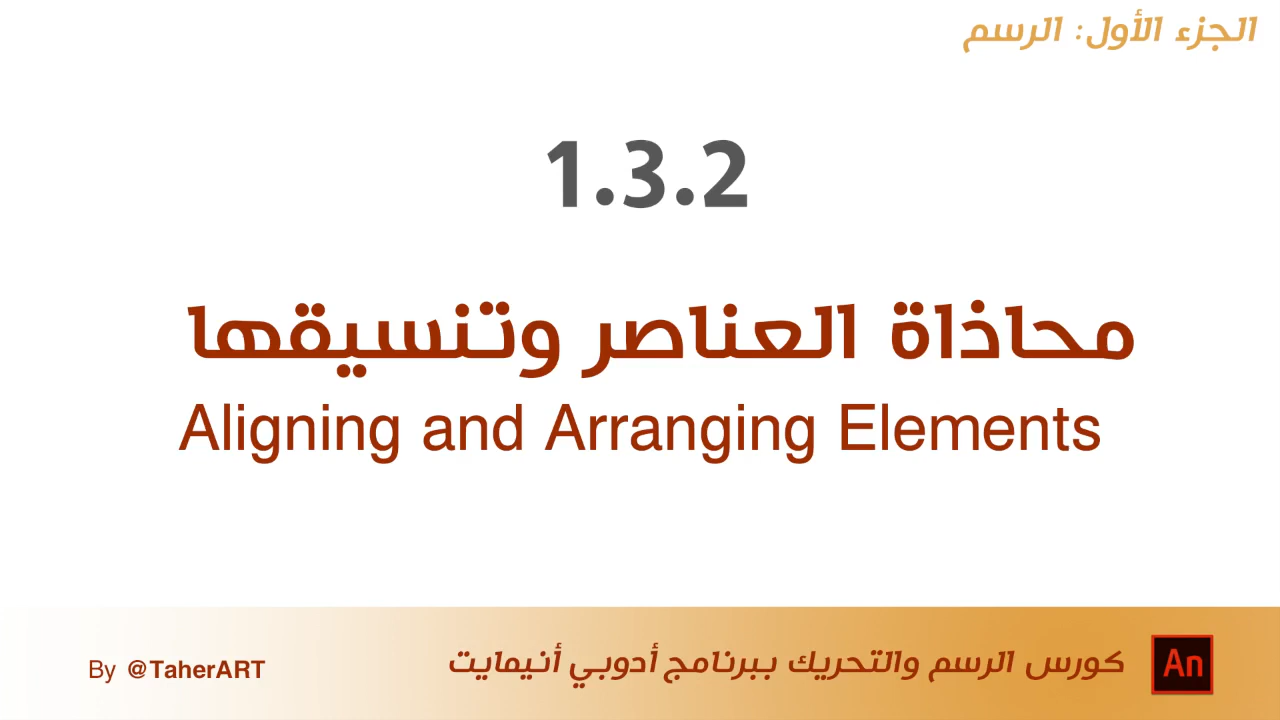 الجزء الأول: الرسم
1.3.2
محاذاة العناصر وتنسيقها
Aligning and Arranging Elements
كورس الرسم والتحريك ببرنامج أدوبي أنيمايت
An
By @TaherART